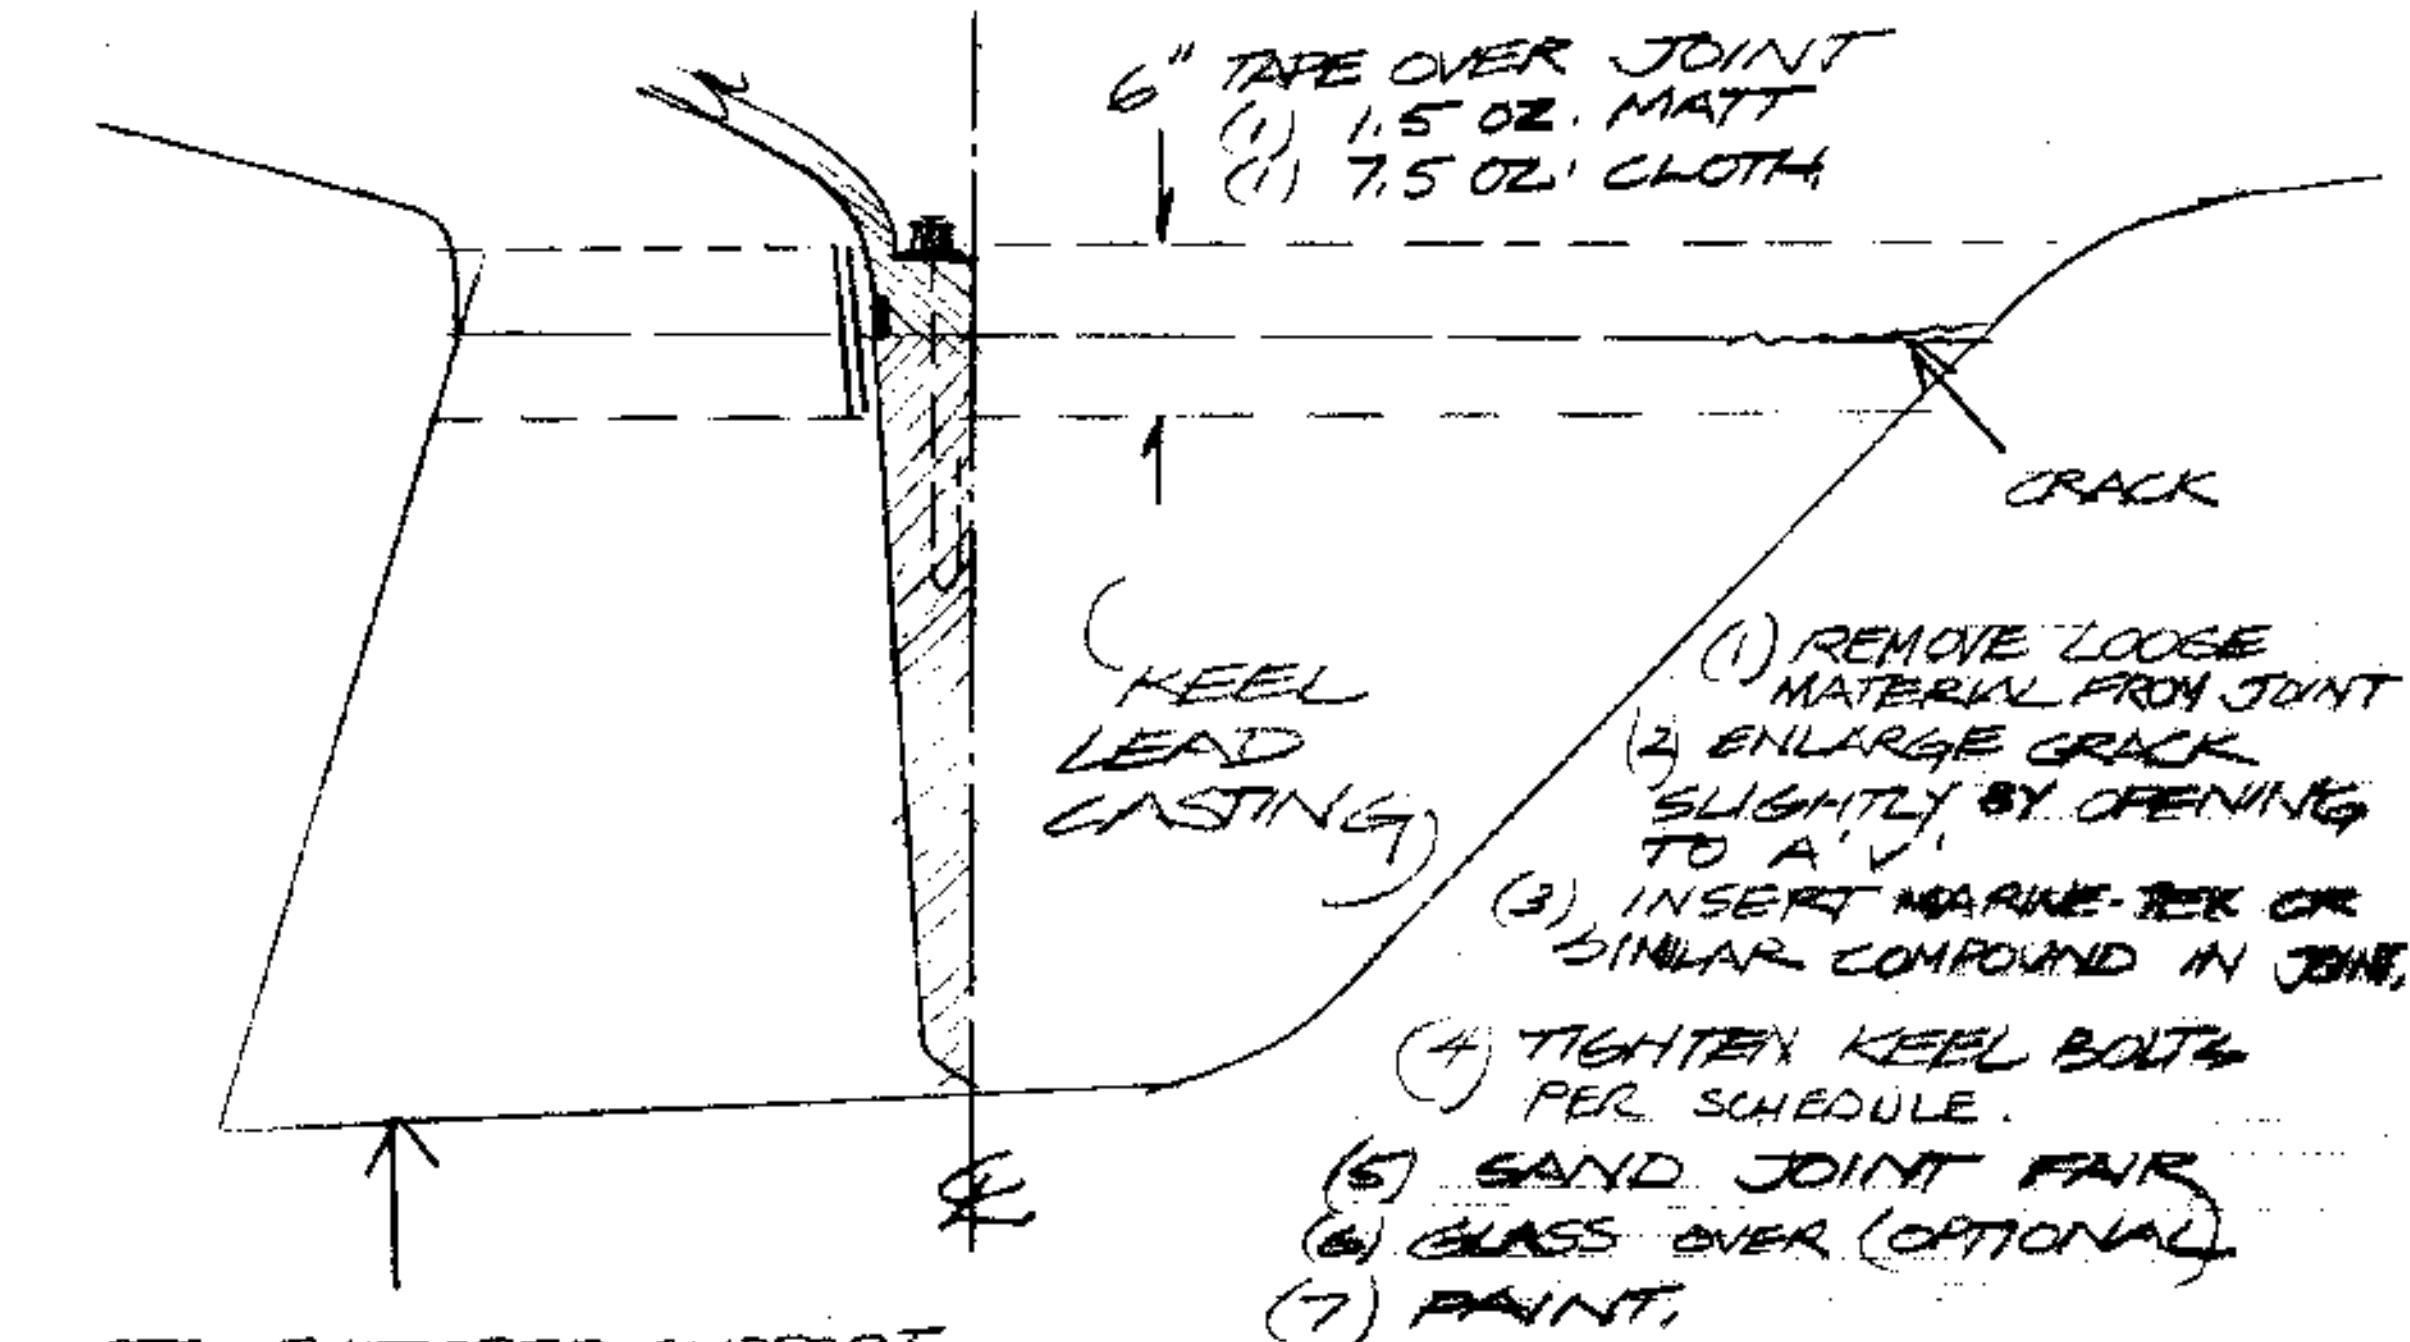 6" TAPE OVER JOINT
(1) 1.5 OZ. MATT
(1) 7.5 OZ. CLOTH
CRACK
KEEL
LEAD
CASTING
(1) REMOVE LOOSE
MATERIAL FROM JOINT
(2) ENLARGE CRACK
SLIGHTLY BY OPENING
TO A 'V'
(3) INSERT MARINE-TEX OR
SIMILAR COMPOUND IN JOINT.
(4) TIGHTEN KEEL BOLTS
PER SCHEDULE.
(5) SAND JOINT FAIR
(6) GLASS OVER (OPTIONAL)
(7) PAINT.
℄
SUPPORT